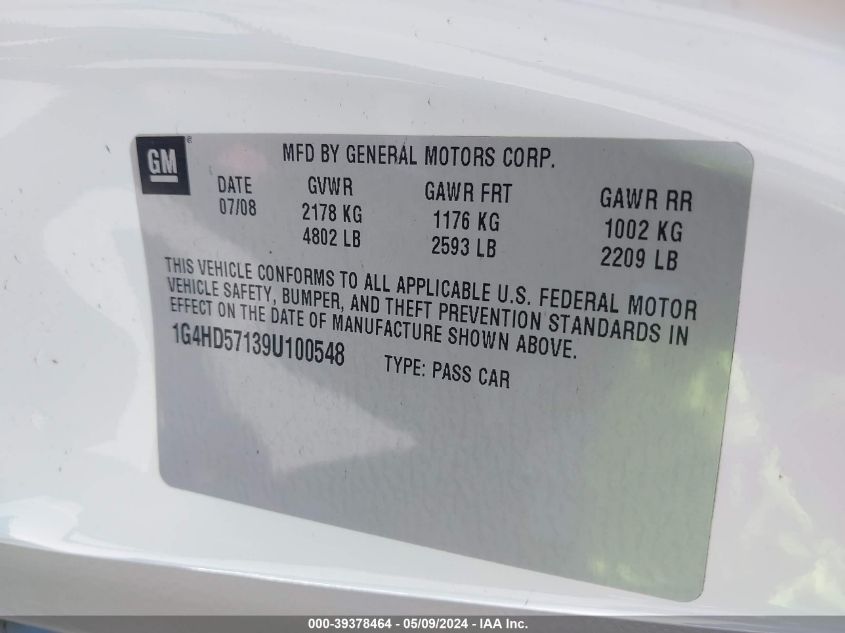 GM ®
MFD BY GENERAL MOTORS CORP.
DATE GVWR GAWR FRT GAWR RR
07/08 2178 KG 1176 KG 1002 KG
4802 LB 2593 LB 2209 LB
THIS VEHICLE CONFORMS TO ALL APPLICABLE U.S. FEDERAL MOTOR
VEHICLE SAFETY, BUMPER, AND THEFT PREVENTION STANDARDS IN
EFFECT ON THE DATE OF MANUFACTURE SHOWN ABOVE.
1G4HD57139U100548 TYPE: PASS CAR
000-39378464 - 05/09/2024 - IAA Inc.